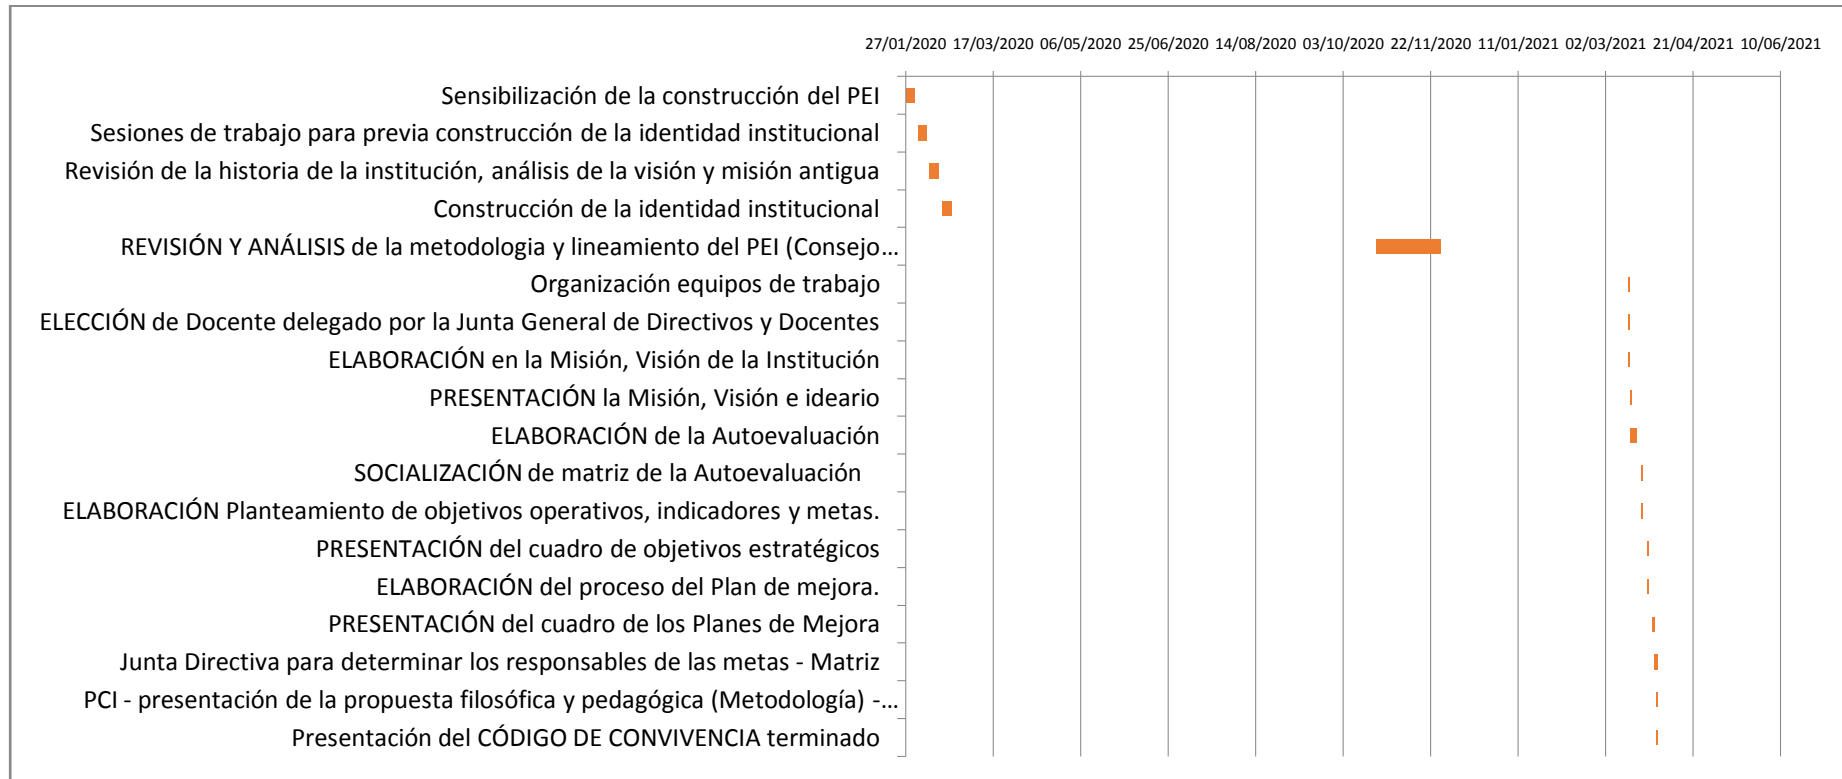 27/01/2020 17/03/2020 06/05/2020 25/06/2020 14/08/2020 03/10/2020 22/11/2020 11/01/2021 02/03/2021 21/04/2021 10/06/2021
Sensibilización de la construcción del PEI
Sesiones de trabajo para previa construcción de la identidad institucional
Revisión de la historia de la institución, análisis de la visión y misión antigua
Construcción de la identidad institucional
REVISIÓN Y ANÁLISIS de la metodologia y lineamiento del PEI (Consejo...
Organización equipos de trabajo
ELECCIÓN de Docente delegado por la Junta General de Directivos y Docentes
ELABORACIÓN en la Misión, Visión de la Institución
PRESENTACIÓN la Misión, Visión e ideario
ELABORACIÓN de la Autoevaluación
SOCIALIZACIÓN de matriz de la Autoevaluación
ELABORACIÓN Planteamiento de objetivos operativos, indicadores y metas.
PRESENTACIÓN del cuadro de objetivos estratégicos
ELABORACIÓN del proceso del Plan de mejora.
PRESENTACIÓN del cuadro de los Planes de Mejora
Junta Directiva para determinar los responsables de las metas - Matriz
PCI - presentación de la propuesta filosófica y pedagógica (Metodología) -...
Presentación del CÓDIGO DE CONVIVENCIA terminado